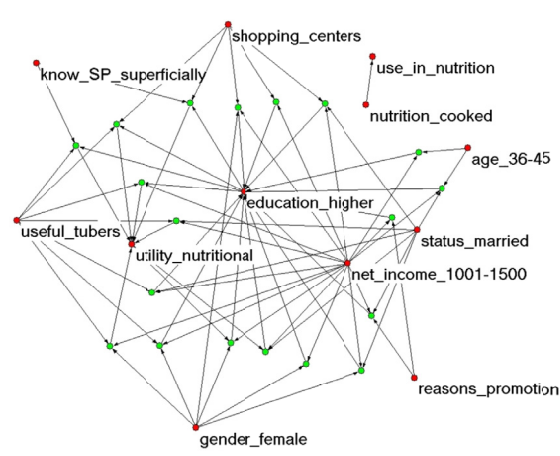 shopping_centers
use_in_nutrition
know_SP_superficially
nutrition_cooked
age_36-45
education_higher
useful_tubers
status_married
utility_nutritional
net_income_1001-1500
reasons_promotion
gender_female